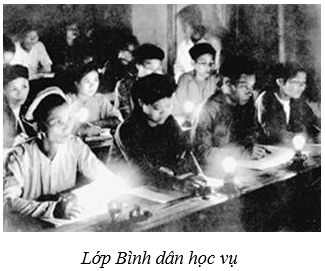 Lớp Bình dân học vụ